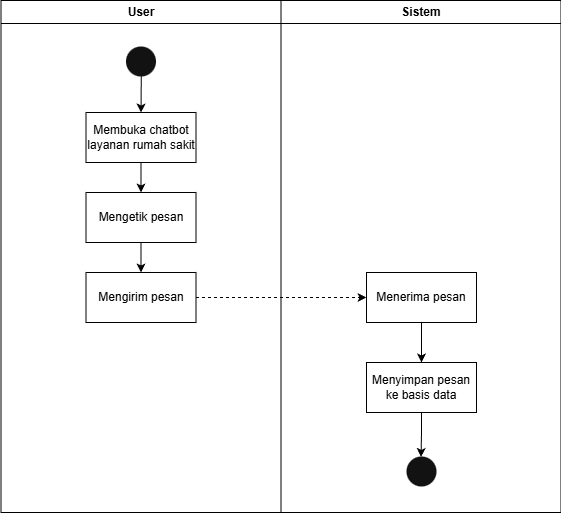 User
Sistem
Membuka chatbot
layanan rumah sakit
Mengetik pesan
Mengirim pesan
Menerima pesan
Menyimpan pesan
ke basis data